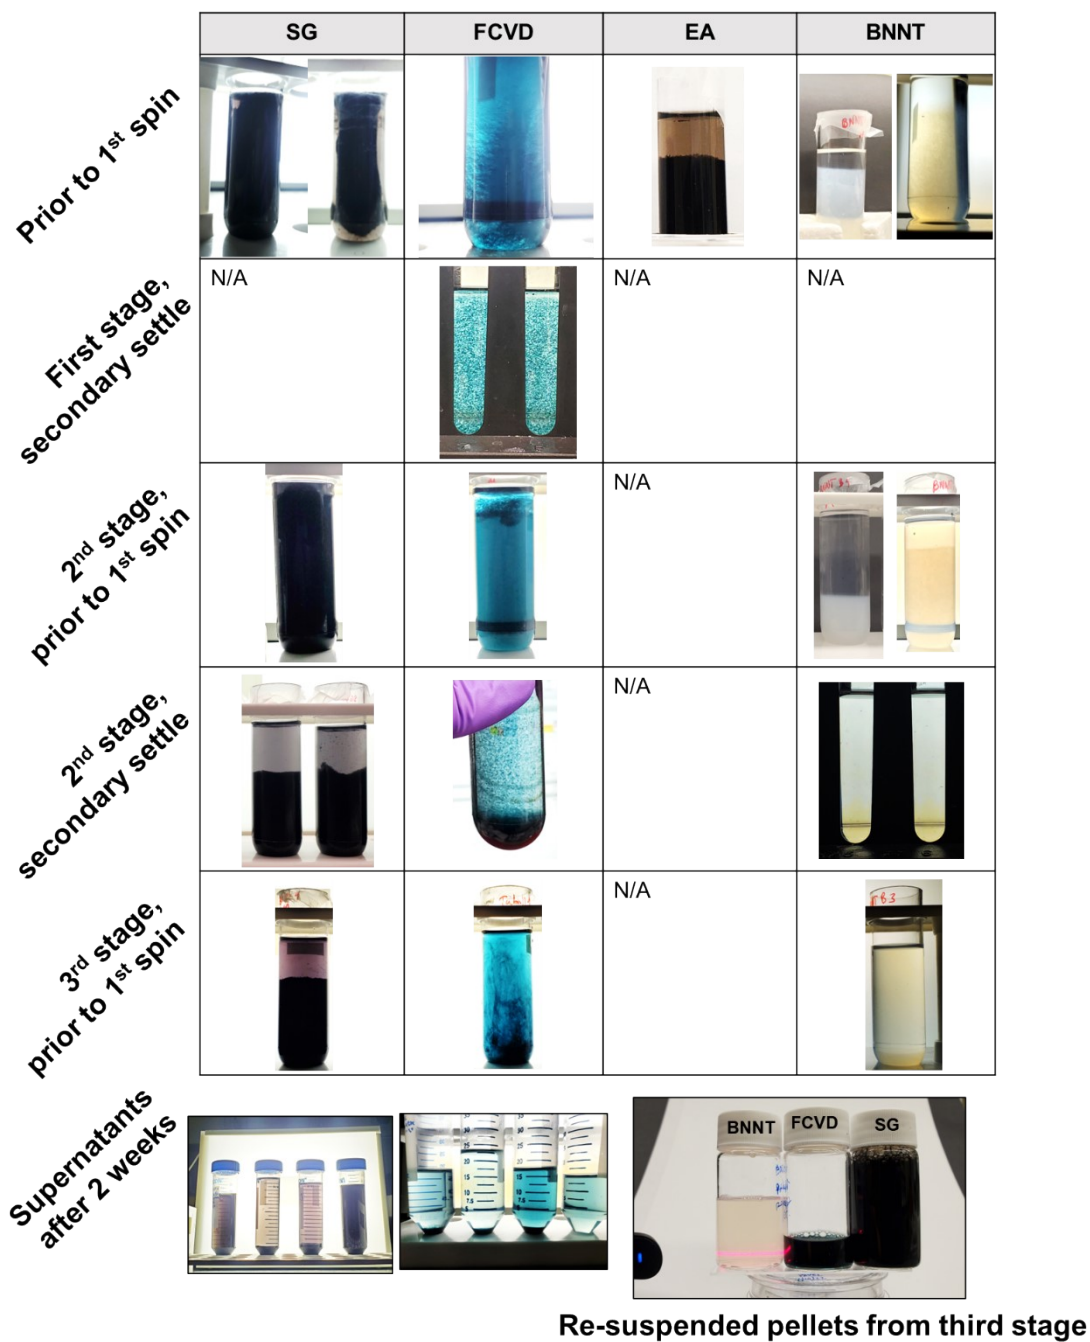 SG FCVD EA BNNT
Prior to 1st spin
First stage,
secondary settle
N/A N/A N/A
2nd stage,
prior to 1st spin
N/A
2nd stage,
secondary settle
N/A
3rd stage,
prior to 1st spin
N/A
Supernatants
after 2 weeks
BNNT FCVD SG
Re-suspended pellets from third stage